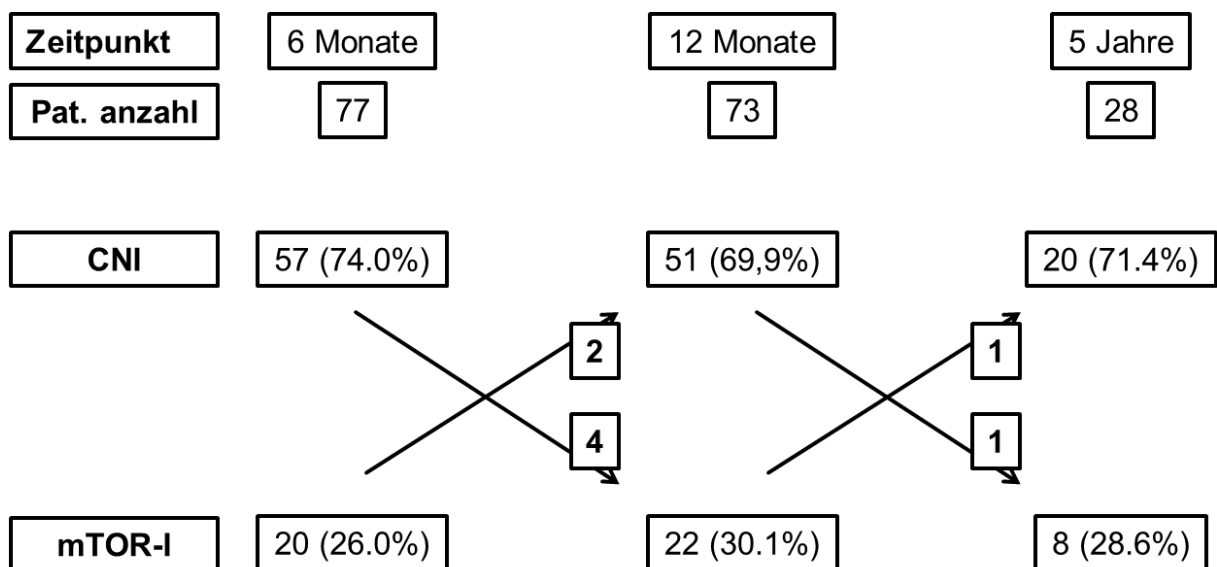 Zeitpunkt 6 Monate 12 Monate 5 Jahre
Pat. anzahl 77 73 28
CNI 57 (74.0%) 51 (69,9%) 20 (71.4%)
2 1
4 1
mTOR-I 20 (26.0%) 22 (30.1%) 8 (28.6%)